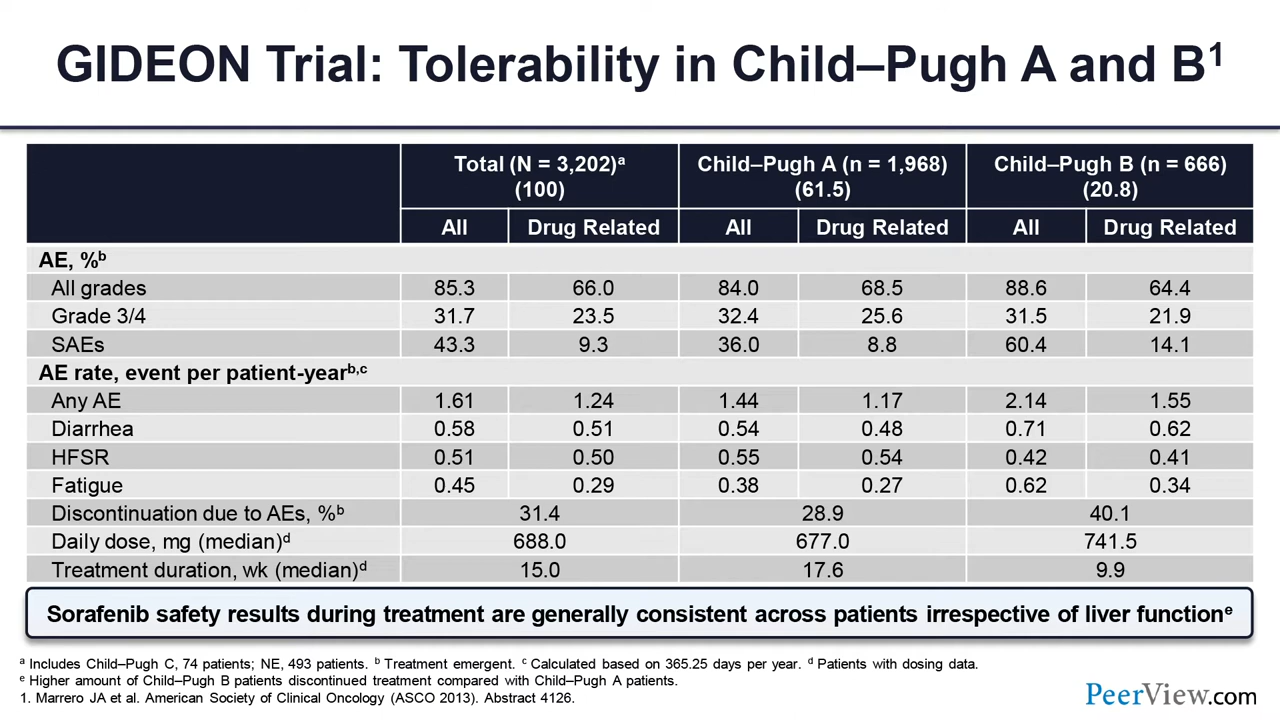 GIDEON Trial: Tolerability in Child–Pugh A and B¹
Total (N = 3,202)ᵃ Child–Pugh A (n = 1,968) Child–Pugh B (n = 666)
(100) (61.5) (20.8)
All Drug Related All Drug Related All Drug Related
AE, %ᵇ
All grades 85.3 66.0 84.0 68.5 88.6 64.4
Grade 3/4 31.7 23.5 32.4 25.6 31.5 21.9
SAEs 43.3 9.3 36.0 8.8 60.4 14.1
AE rate, event per patient-yearᵇ,ᶜ
Any AE 1.61 1.24 1.44 1.17 2.14 1.55
Diarrhea 0.58 0.51 0.54 0.48 0.71 0.62
HFSR 0.51 0.50 0.55 0.54 0.42 0.41
Fatigue 0.45 0.29 0.38 0.27 0.62 0.34
Discontinuation due to AEs, %ᵇ 31.4 28.9 40.1
Daily dose, mg (median)ᵈ 688.0 677.0 741.5
Treatment duration, wk (median)ᵈ 15.0 17.6 9.9
Sorafenib safety results during treatment are generally consistent across patients irrespective of liver functionᵉ
ᵃ Includes Child–Pugh C, 74 patients; NE, 493 patients. ᵇ Treatment emergent. ᶜ Calculated based on 365.25 days per year. ᵈ Patients with dosing data.
ᵉ Higher amount of Child–Pugh B patients discontinued treatment compared with Child–Pugh A patients.
1. Marrero JA et al. American Society of Clinical Oncology (ASCO 2013). Abstract 4126.
PeerView.com